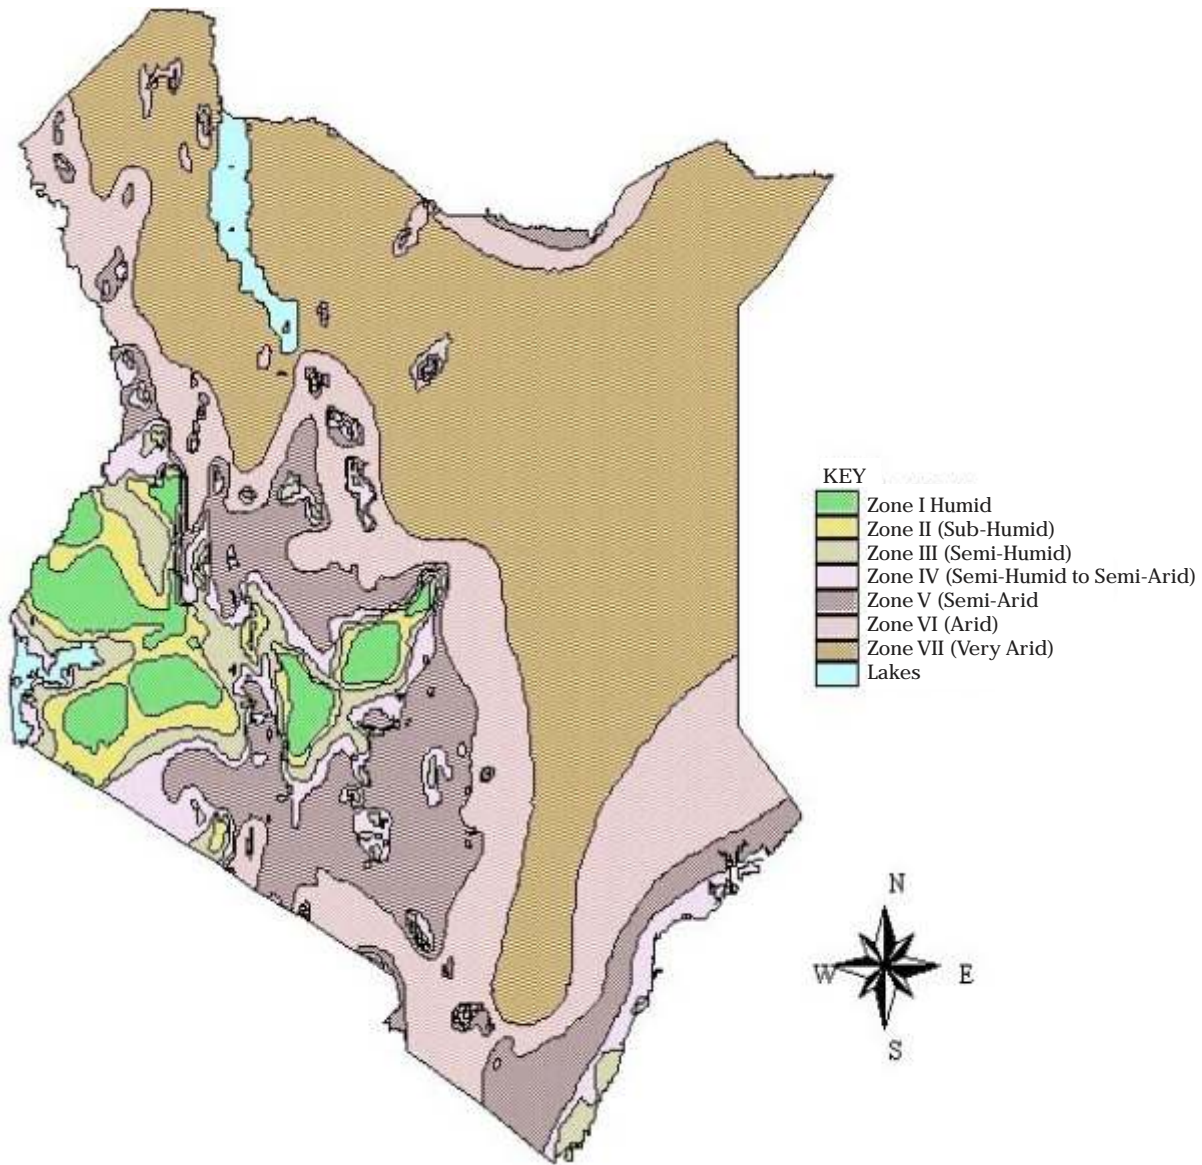 KEY
Zone I Humid
Zone II (Sub-Humid)
Zone III (Semi-Humid)
Zone IV (Semi-Humid to Semi-Arid)
Zone V (Semi-Arid
Zone VI (Arid)
Zone VII (Very Arid)
Lakes
N
W E
S